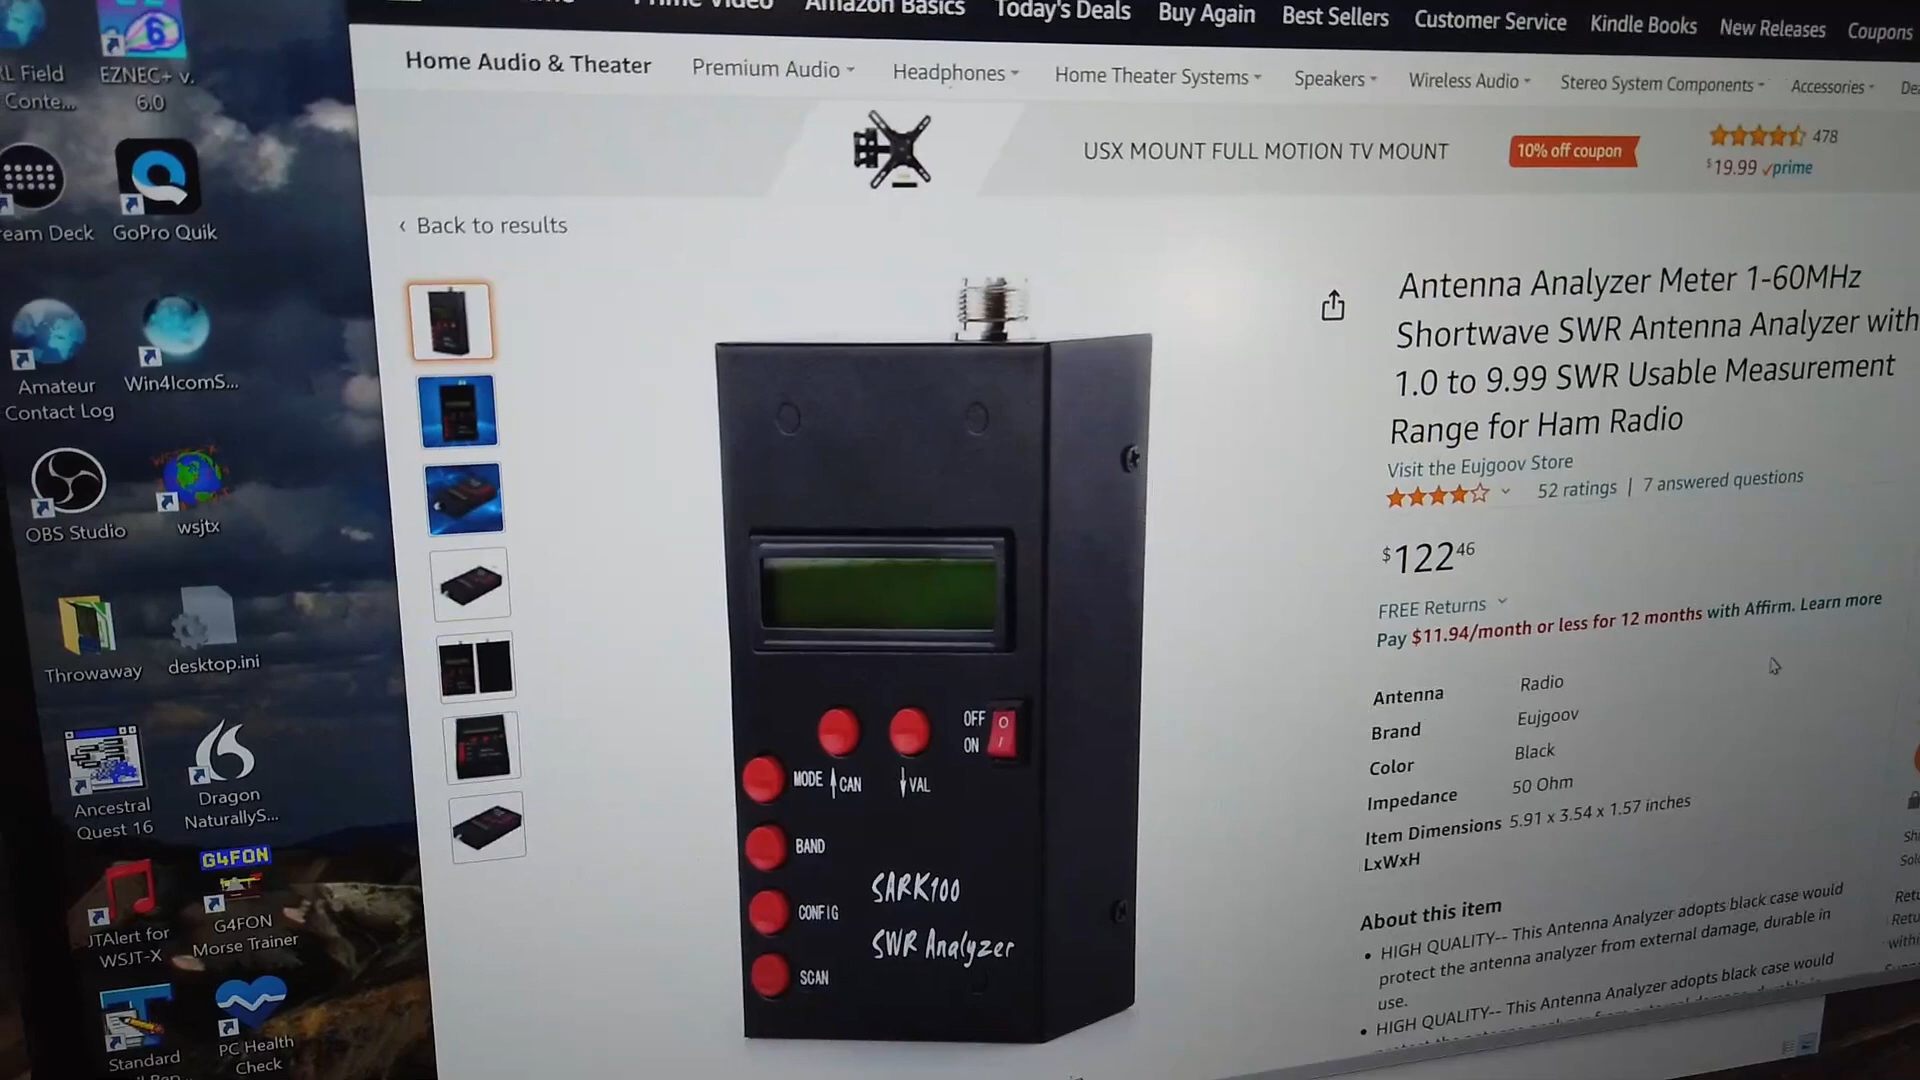 Amazon Basics
Today's Deals
Buy Again
Best Sellers
Customer Service
Kindle Books
New Releases
Coupons
Home Audio & Theater
Premium Audio
Headphones
Home Theater Systems
Speakers
Wireless Audio
Stereo System Components
Accessories
USX MOUNT FULL MOTION TV MOUNT
10% off coupon
478
$19.99 prime
‹ Back to results
Antenna Analyzer Meter 1-60MHz
Shortwave SWR Antenna Analyzer with
1.0 to 9.99 SWR Usable Measurement
Range for Ham Radio
Visit the Eujgoov Store
52 ratings | 7 answered questions
$122.46
FREE Returns
Pay $11.94/month or less for 12 months with Affirm. Learn more
Antenna Radio
Brand Eujgoov
Color Black
Impedance 50 Ohm
Item Dimensions 5.91 x 3.54 x 1.57 inches
LxWxH
About this item
• HIGH QUALITY-- This Antenna Analyzer adopts black case would
protect the antenna analyzer from external damage, durable in
use.
• HIGH QUALITY-- This Antenna Analyzer adopts black case would
OFF
ON
O
I
MODE
CAN
VAL
BAND
CONFIG
SCAN
SARK100
SWR Analyzer
Field
Conte...
EZNEC+ v.
6.0
6
eam Deck
GoPro Quik
Amateur
Contact Log
Win4IcomS...
OBS Studio
wsjtx
Throwaway
desktop.ini
Ancestral
Quest 16
Dragon
NaturallyS...
JTAlert for
WSJT-X
G4FON
G4FON
Morse Trainer
Standard
PC Health
Check